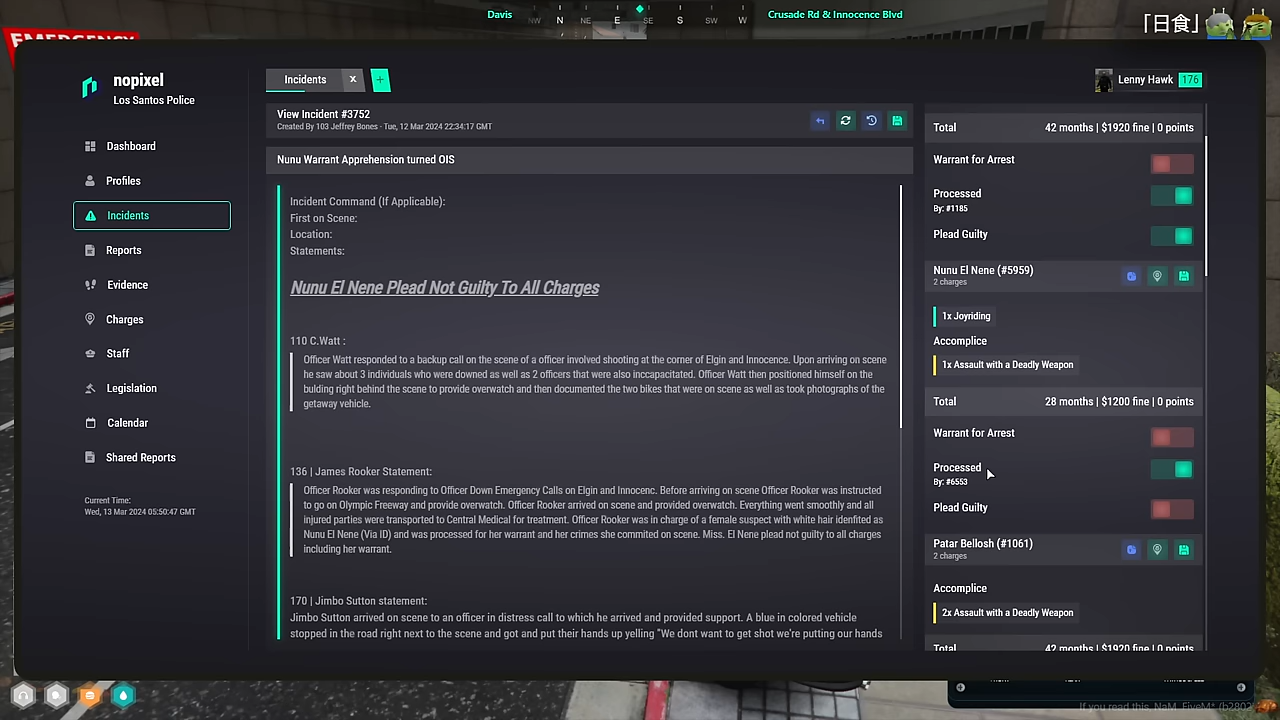 Davis
NW
N
E
SE
S
SW
W
Crusade Rd & Innocence Blvd
「日食」
EMERGENCY
nopixel
Los Santos Police
Incidents
x
+
Lenny Hawk 176
View Incident #3752
Created By 103 Jeffrey Bones - Tue, 12 Mar 2024 22:34:17 GMT
Nunu Warrant Apprehension turned OIS
Dashboard
Profiles
Incidents
Reports
Evidence
Charges
Staff
Legislation
Calendar
Shared Reports
Current Time:
Wed, 13 Mar 2024 05:50:47 GMT
Incident Command (If Applicable):
First on Scene:
Location:
Statements:
Nunu El Nene Plead Not Guilty To All Charges
110 C.Watt :
Officer Watt responded to a backup call on the scene of a officer involved shooting at the corner of Elgin and Innocence. Upon arriving on scene
he saw about 3 individuals who were downed as well as 2 officers that were also inccapacitated. Officer Watt then positioned himself on the
bulding right behind the scene to provide overwatch and then documented the two bikes that were on scene as well as took photographs of the
getaway vehicle.
136 | James Rooker Statement:
Officer Rooker was responding to Officer Down Emergency Calls on Elgin and Innocenc. Before arriving on scene Officer Rooker was instructed
to go on Olympic Freeway and provide overwatch. Officer Rooker arrived on scene and provided overwatch. Everything went smoothly and all
injured parties were transported to Central Medical for treatment. Officer Rooker was in charge of a female suspect with white hair idenfited as
Nunu El Nene (Via ID) and was processed for her warrant and her crimes she commited on scene. Miss. El Nene plead not guilty to all charges
including her warrant.
170 | Jimbo Sutton statement:
Jimbo Sutton arrived on scene to an officer in distress call to which he arrived and provided support. A blue in colored vehicle
stopped in the road right next to the scene and got and put their hands up yelling "We dont want to get shot we're putting our hands
Total 42 months | $1920 fine | 0 points
Warrant for Arrest
Processed
By: #1185
Plead Guilty
Nunu El Nene (#5959)
2 charges
1x Joyriding
Accomplice
1x Assault with a Deadly Weapon
Total 28 months | $1200 fine | 0 points
Warrant for Arrest
Processed
By: #6553
Plead Guilty
Patar Bellosh (#1061)
2 charges
Accomplice
2x Assault with a Deadly Weapon
Total 42 months | $1920 fine | 0 points
If you read this, NaM FiveM* (b2802